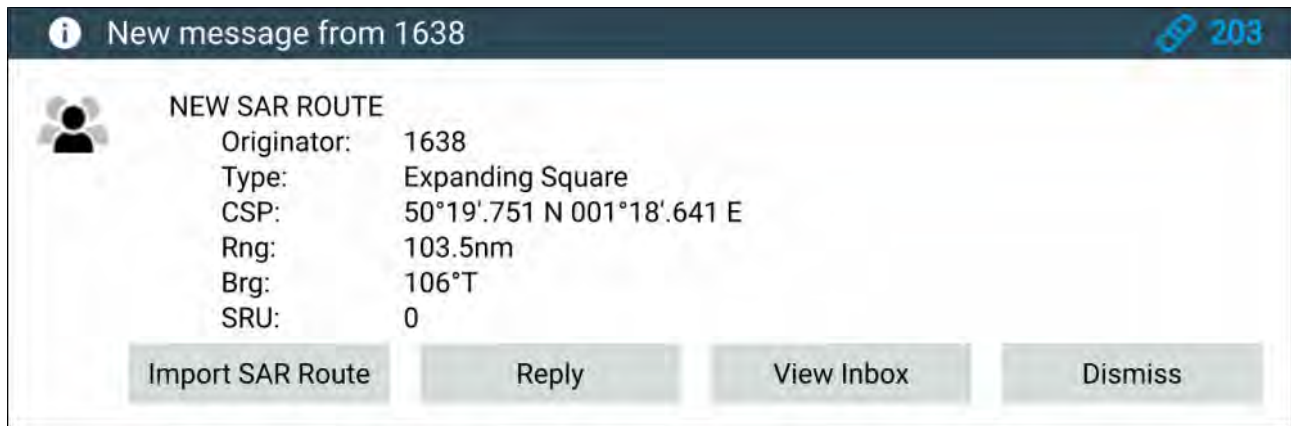 New message from 1638 203
NEW SAR ROUTE
Originator: 1638
Type: Expanding Square
CSP: 50°19'.751 N 001°18'.641 E
Rng: 103.5nm
Brg: 106°T
SRU: 0
Import SAR Route Reply View Inbox Dismiss